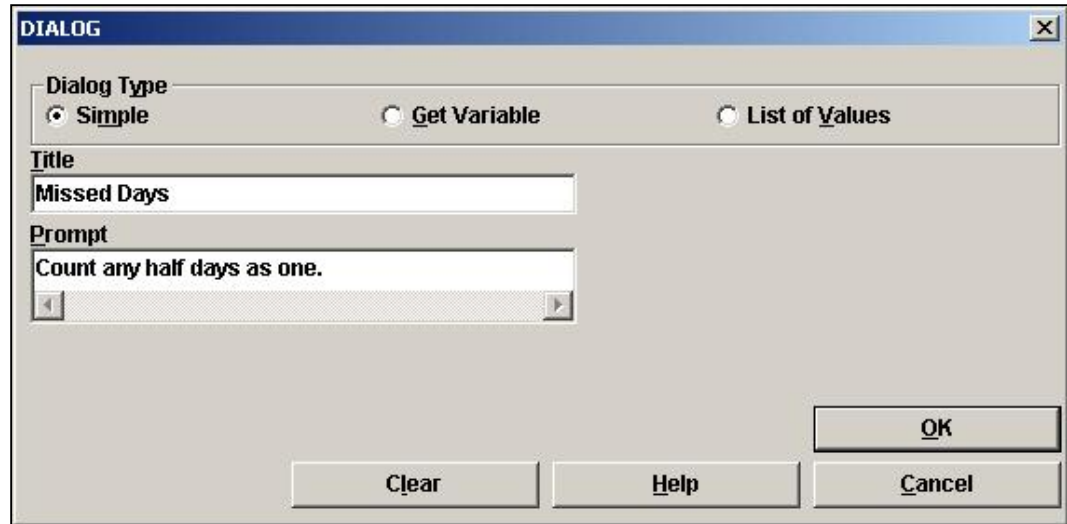 DIALOG
Dialog Type
Simple Get Variable List of Values
Title
Missed Days
Prompt
Count any half days as one.
OK
Clear Help Cancel